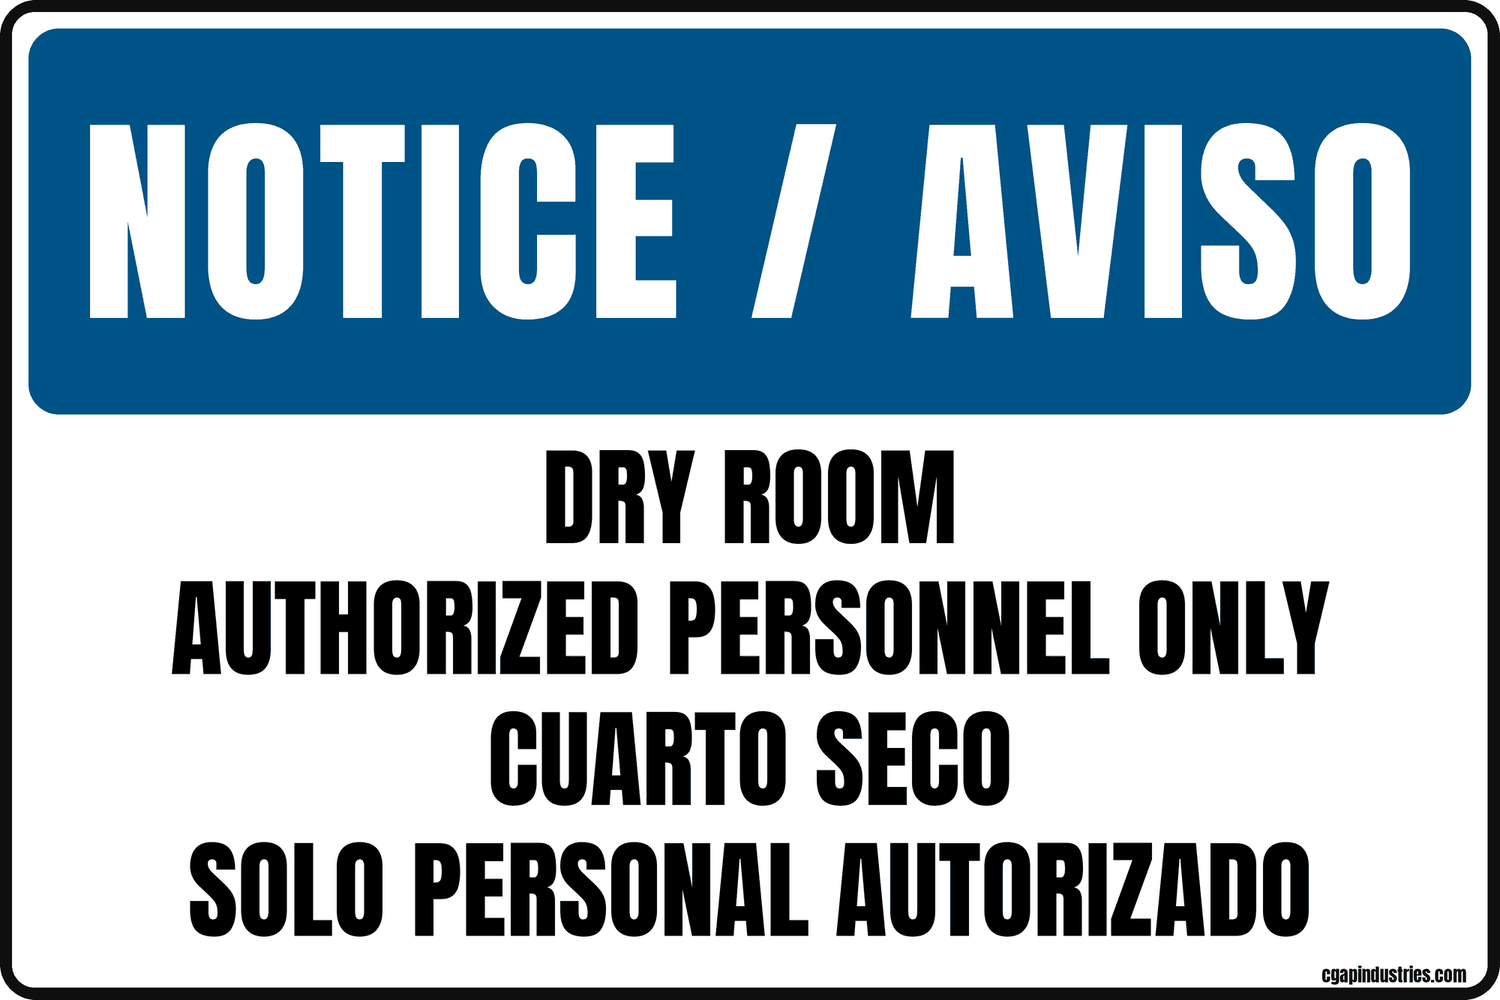 NOTICE / AVISO
DRY ROOM
AUTHORIZED PERSONNEL ONLY
CUARTO SECO
SOLO PERSONAL AUTORIZADO
cgapindustries.com